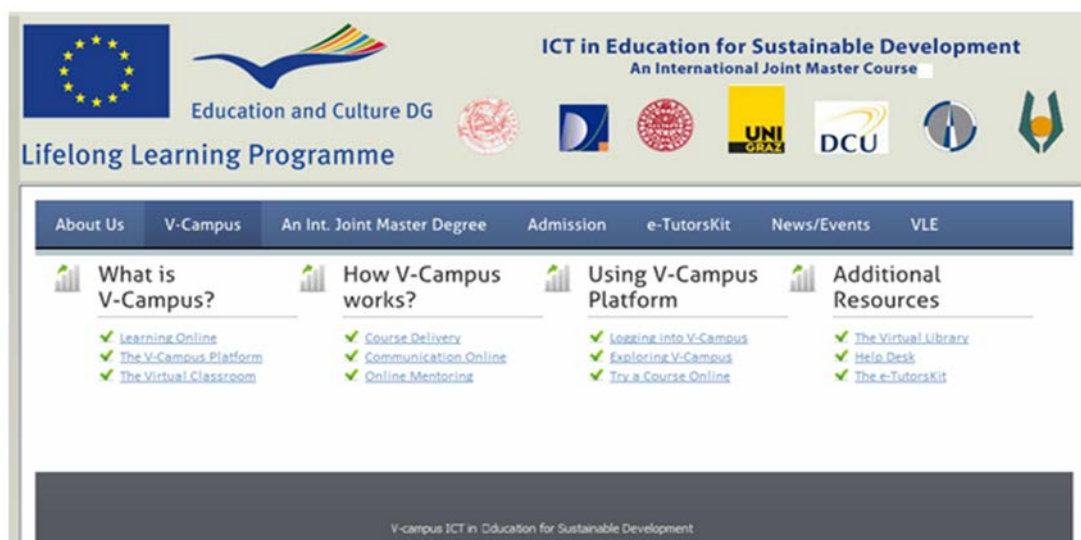 ICT in Education for Sustainable Development
An International Joint Master Course
Education and Culture DG
Lifelong Learning Programme
UNI
GRAZ
DCU
About Us V-Campus An Int. Joint Master Degree Admission e-TutorsKit News/Events VLE
What is
V-Campus?
Learning Online
The V-Campus Platform
The Virtual Classroom
How V-Campus
works?
Course Delivery
Communication Online
Online Mentoring
Using V-Campus
Platform
Logging into V-Campus
Exploring V-Campus
Try a Course Online
Additional
Resources
The Virtual Library
Help Desk
The e-TutorsKit
V-campus ICT in □ducation for Sustainable Development